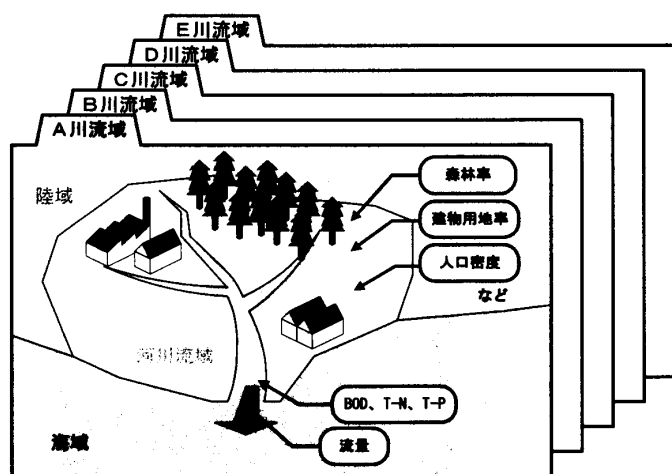 E川流域
D川流域
C川流域
B川流域
A川流域
陸域
森林率
建物用地率
人口密度
など
河川流域
BOD、T-N、T-P
海域
流量